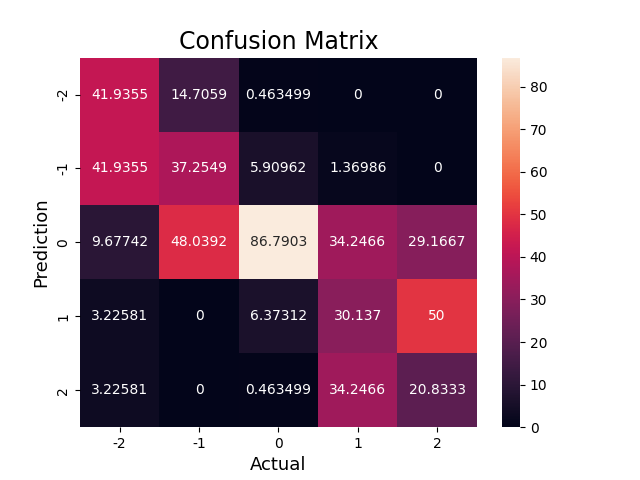 Confusion Matrix
Prediction
-2 41.9355 14.7059 0.463499 0 0
-1 41.9355 37.2549 5.90962 1.36986 0
0 9.67742 48.0392 86.7903 34.2466 29.1667
1 3.22581 0 6.37312 30.137 50
2 3.22581 0 0.463499 34.2466 20.8333
-2 -1 0 1 2
Actual
80
70
60
50
40
30
20
10
0